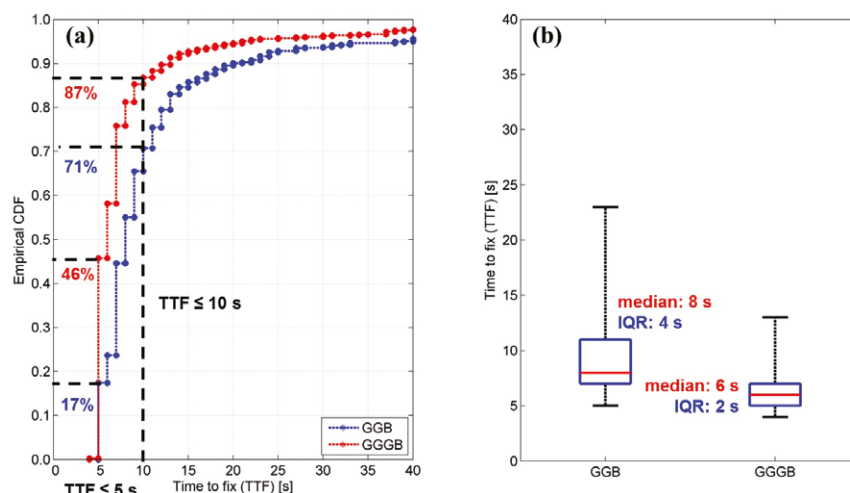 (a)
1.0
0.9
0.8
0.7
0.6
0.5
0.4
0.3
0.2
0.1
0.0
Empirical CDF
87%
71%
46%
17%
TTF ≤ 10 s
GGB
GGGB
0 5 10 15 20 25 30 35 40
Time to fix (TTF) [s]
TTF ≤ 5 s
(b)
40
35
30
25
20
15
10
5
0
Time to fix (TTF) [s]
median: 8 s
IQR: 4 s
median: 6 s
IQR: 2 s
GGB GGGB